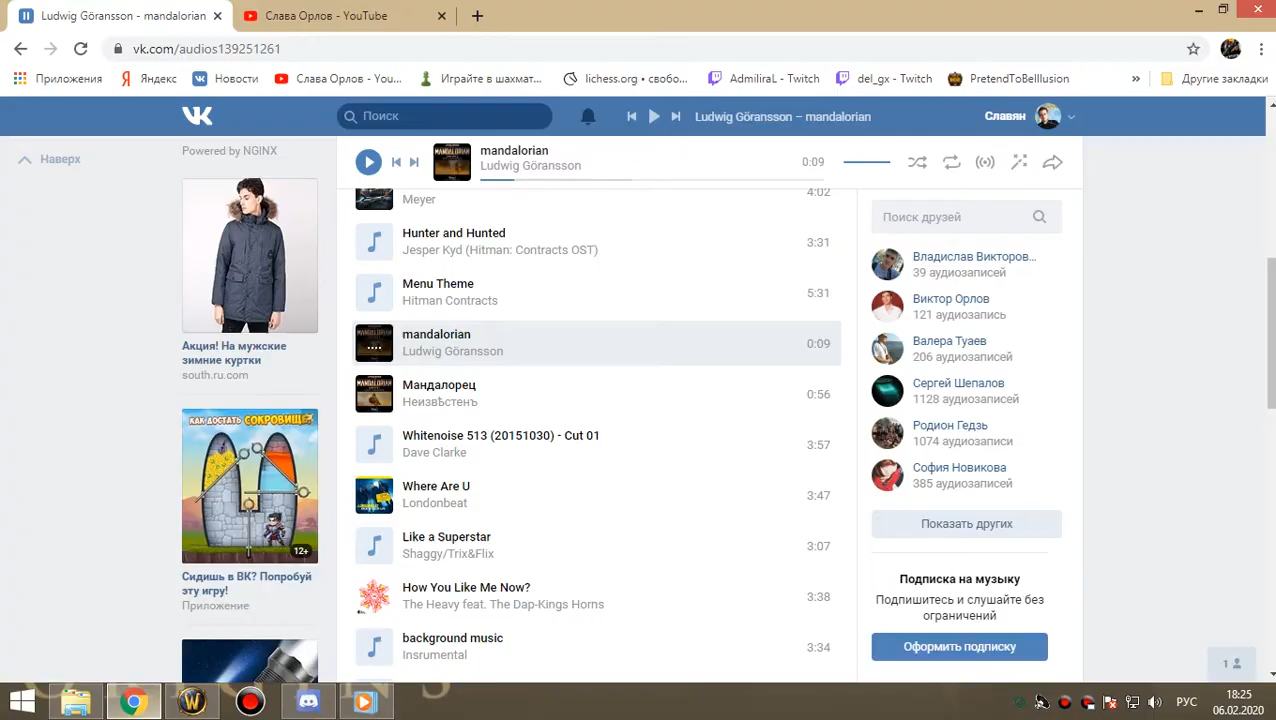 Ludwig Göransson - mandalorian
Слава Орлов - YouTube
vk.com/audios139251261
Приложения
Яндекс
Новости
Слава Орлов - You...
Играйте в шахмат...
lichess.org • свобо...
AdmiralL - Twitch
del_gx - Twitch
PretendToBeIllusion
»
Другие закладки
Поиск
Ludwig Göransson – mandalorian
Славян
Наверх
Powered by NGINX
mandalorian
Ludwig Göransson
0:09
Meyer
4:02
Hunter and Hunted
Jesper Kyd (Hitman: Contracts OST)
3:31
Menu Theme
Hitman Contracts
5:31
mandalorian
Ludwig Göransson
0:09
Мандалорец
НеизвѢстенъ
0:56
Whitenoise 513 (20151030) - Cut 01
Dave Clarke
3:57
Where Are U
Londonbeat
3:47
Like a Superstar
Shaggy/Trix&Flix
3:07
How You Like Me Now?
The Heavy feat. The Dap-Kings Horns
3:38
background music
Insrumental
3:34
Акция! На мужские
зимние куртки
south.ru.com
КАК ДОСТАТЬ СОКРОВИЩ
12+
Сидишь в ВК? Попробуй
эту игру!
Приложение
Поиск друзей
Владислав Викторов...
39 аудиозаписей
Виктор Орлов
121 аудиозапись
Валера Туаев
206 аудиозаписей
Сергей Шепалов
1128 аудиозаписей
Родион Гедзь
1074 аудиозаписи
София Новикова
385 аудиозаписей
Показать других
Подписка на музыку
Подпишитесь и слушайте без
ограничений
Оформить подписку
1
РУС
18:25
06.02.2020